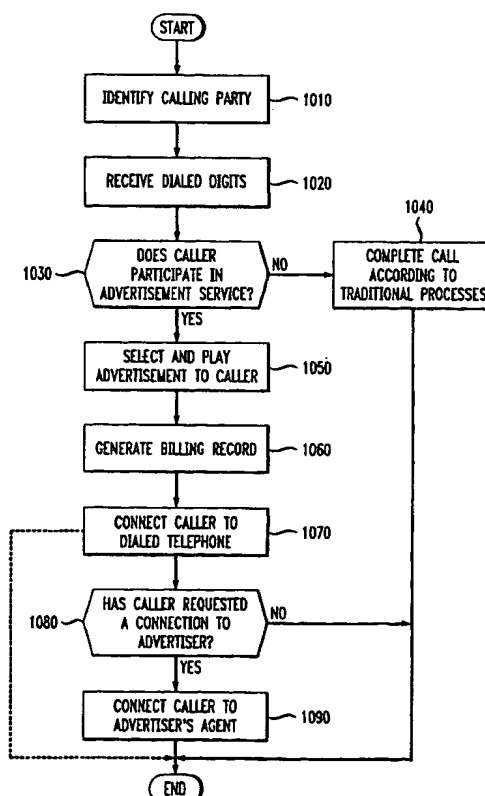 START
IDENTIFY CALLING PARTY
1010
RECEIVE DIALED DIGITS
1020
1030
DOES CALLER
PARTICIPATE IN
ADVERTISEMENT SERVICE?
NO
YES
1040
COMPLETE CALL
ACCORDING TO
TRADITIONAL PROCESSES
SELECT AND PLAY
ADVERTISEMENT TO CALLER
1050
GENERATE BILLING RECORD
1060
CONNECT CALLER TO
DIALED TELEPHONE
1070
1080
HAS CALLER REQUESTED
A CONNECTION TO
ADVERTISER?
NO
YES
CONNECT CALLER TO
ADVERTISER'S AGENT
1090
END